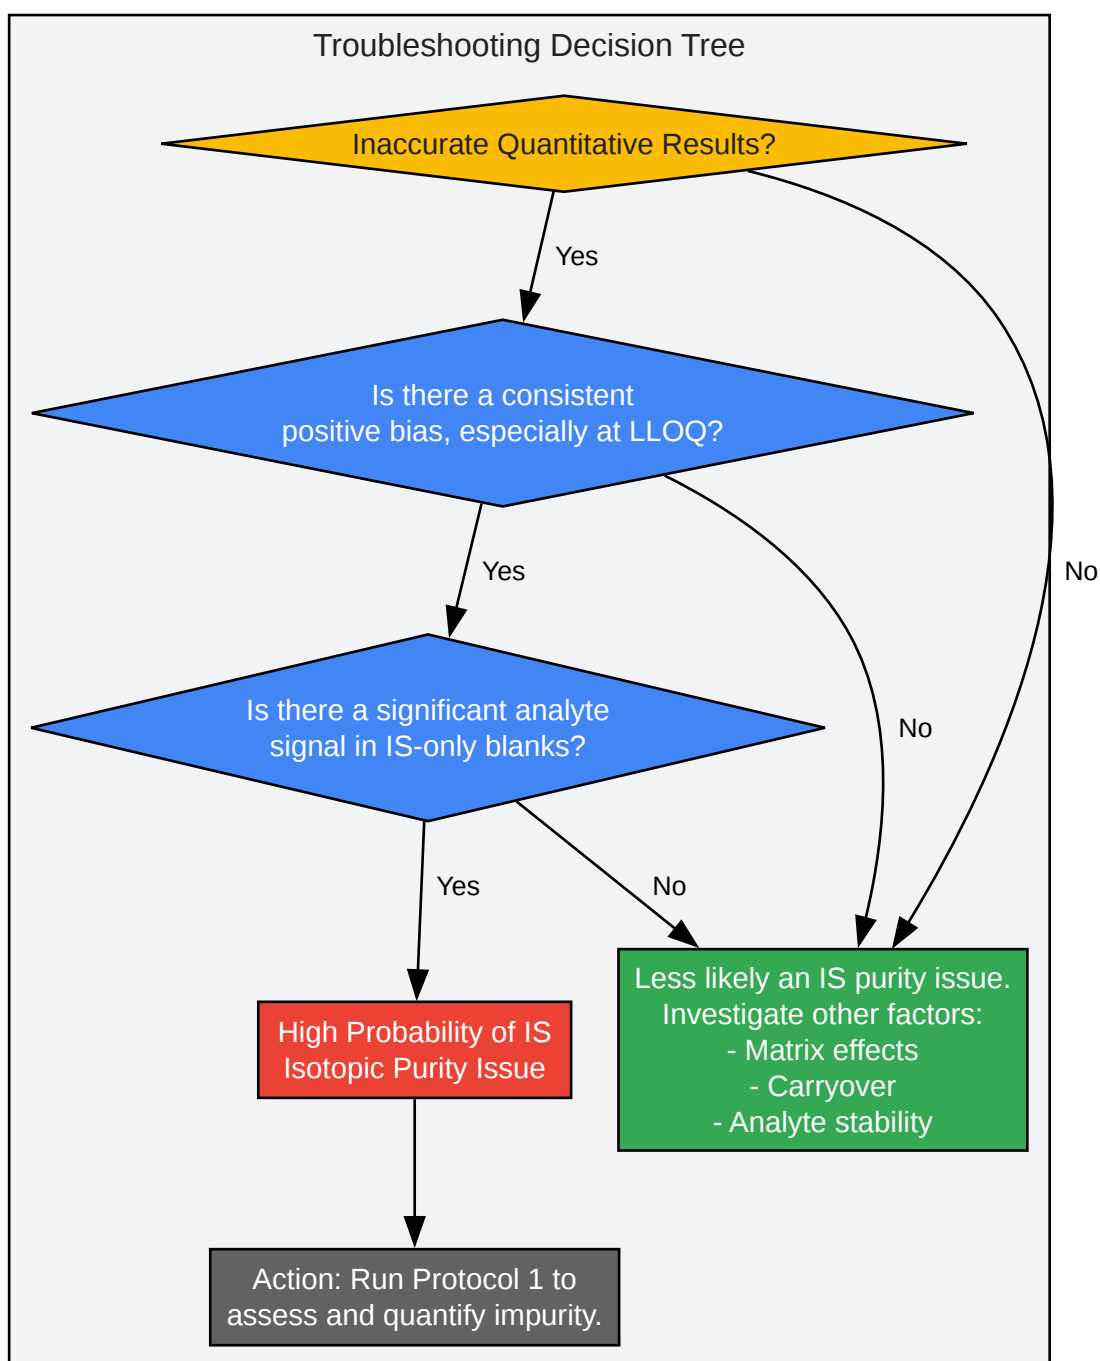 Troubleshooting Decision Tree
Inaccurate Quantitative Results?
Yes
Is there a consistent
positive bias, especially at LLOQ?
Yes
No
Is there a significant analyte
signal in IS-only blanks?
No
Yes
No
Less likely an IS purity issue.
Investigate other factors:
- Matrix effects
- Carryover
- Analyte stability
High Probability of IS
Isotopic Purity Issue
Action: Run Protocol 1 to
assess and quantify impurity.